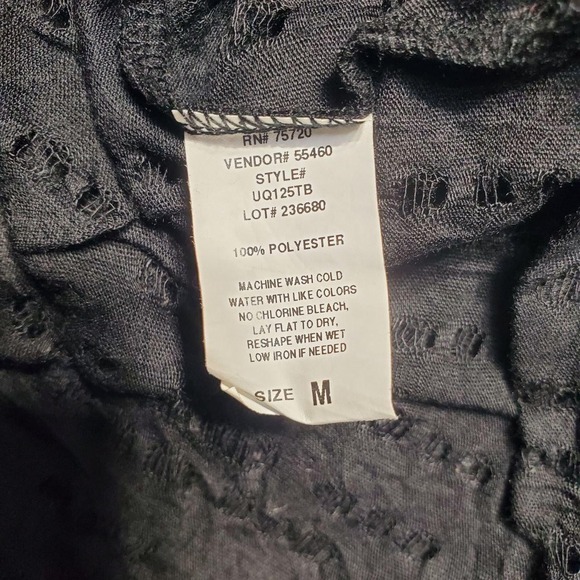 RN# 75720
VENDOR# 55460
STYLE#
UQ125TB
LOT# 236680
100% POLYESTER
MACHINE WASH COLD
WATER WITH LIKE COLORS
NO CHLORINE BLEACH,
LAY FLAT TO DRY,
RESHAPE WHEN WET
LOW IRON IF NEEDED
SIZE M